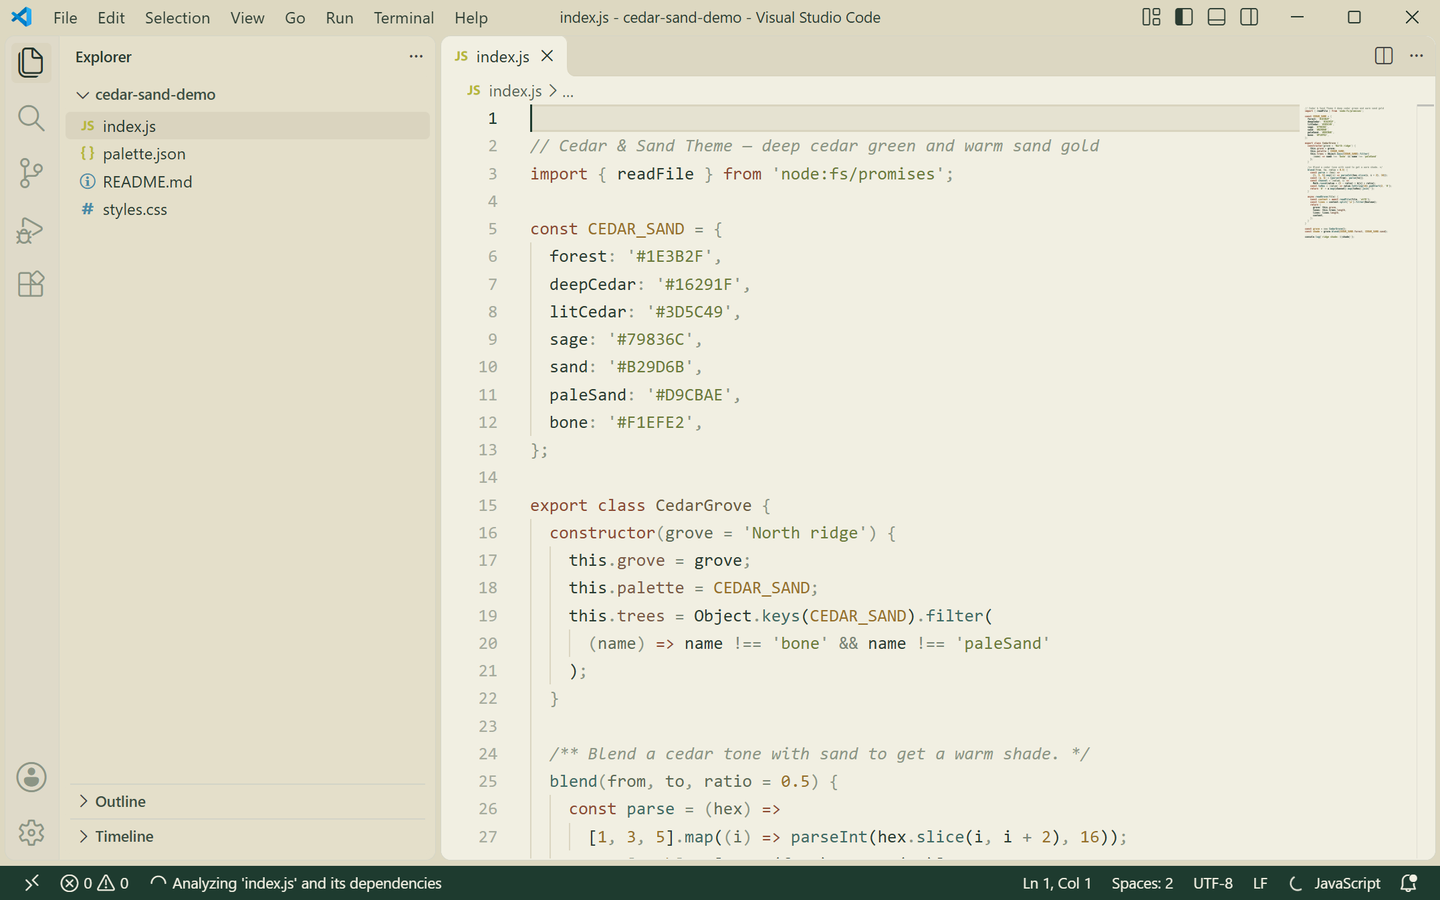 File Edit Selection View Go Run Terminal Help
index.js - cedar-sand-demo - Visual Studio Code
Explorer
cedar-sand-demo
JS index.js
{} palette.json
README.md
# styles.css
Outline
Timeline
JS index.js
JS index.js > ...
1
2 // Cedar & Sand Theme — deep cedar green and warm sand gold
3 import { readFile } from 'node:fs/promises';
4
5 const CEDAR_SAND = {
6 forest: '#1E3B2F',
7 deepCedar: '#16291F',
8 litCedar: '#3D5C49',
9 sage: '#79836C',
10 sand: '#B29D6B',
11 paleSand: '#D9CBAE',
12 bone: '#F1EFE2',
13 };
14
15 export class CedarGrove {
16 constructor(grove = 'North ridge') {
17 this.grove = grove;
18 this.palette = CEDAR_SAND;
19 this.trees = Object.keys(CEDAR_SAND).filter(
20 (name) => name !== 'bone' && name !== 'paleSand'
21 );
22 }
23
24 /** Blend a cedar tone with sand to get a warm shade. */
25 blend(from, to, ratio = 0.5) {
26 const parse = (hex) =>
27 [1, 3, 5].map((i) => parseInt(hex.slice(i, i + 2), 16));
0 0 Analyzing 'index.js' and its dependencies
Ln 1, Col 1 Spaces: 2 UTF-8 LF JavaScript